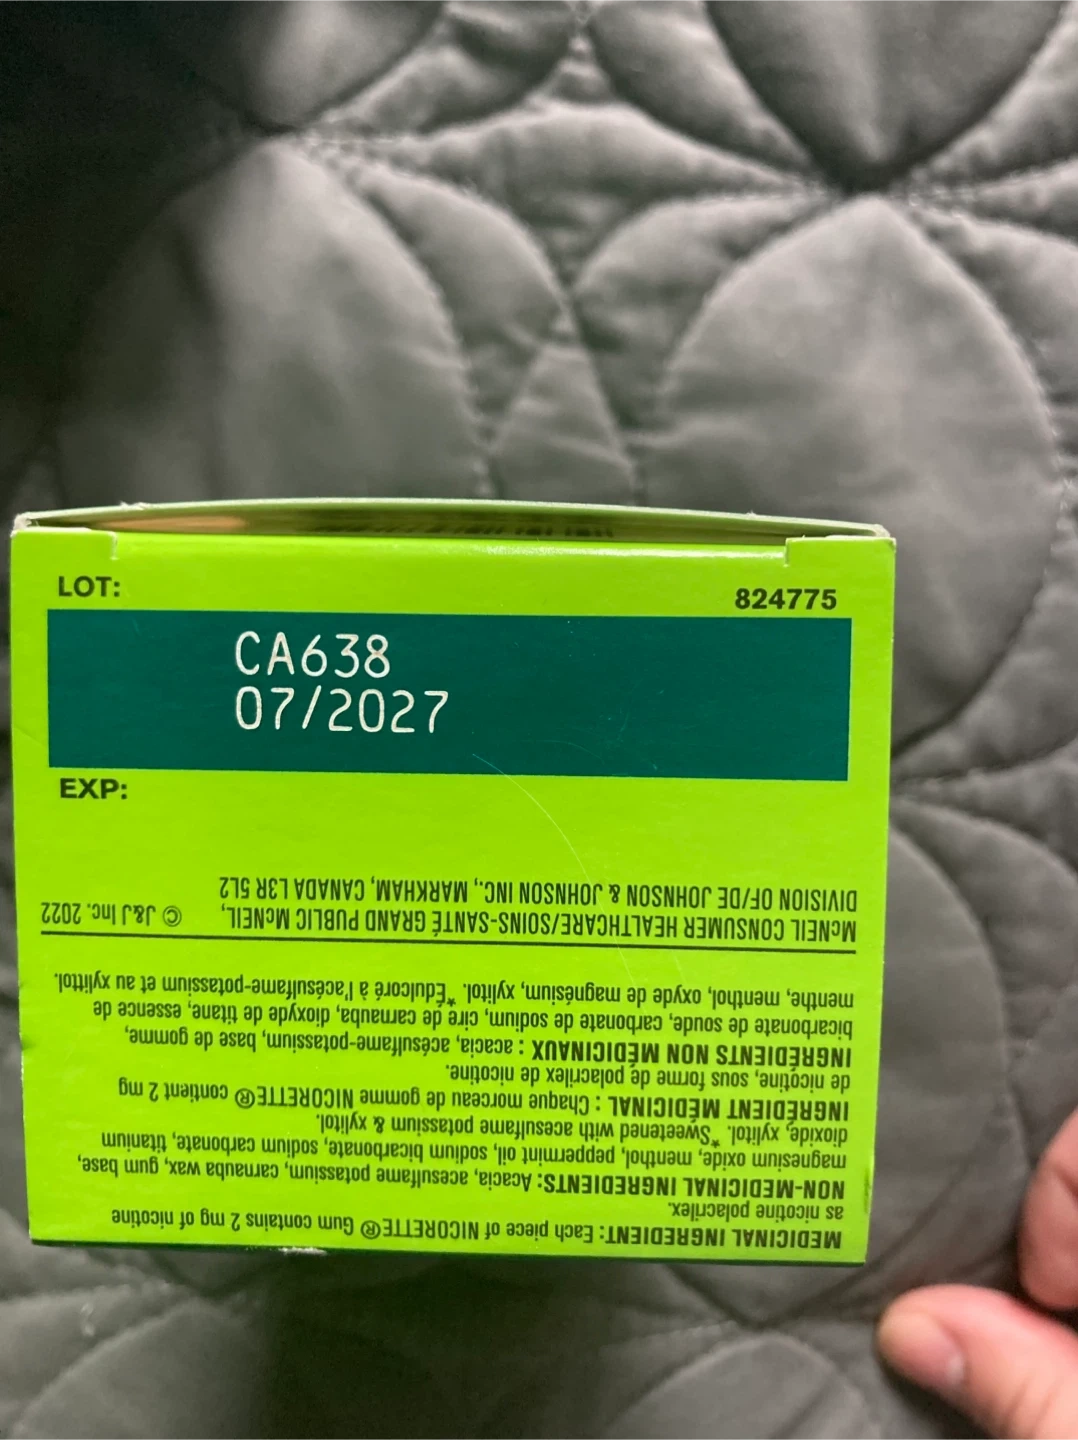 LOT:
824775
CA638
07/2027
EXP:
MEDICINAL INGREDIENT: Each piece of NICORETTE® Gum contains 2 mg of nicotine
as nicotine polacrilex.
NON-MEDICINAL INGREDIENTS: Acacia, acesulfame potassium, carnauba wax, gum base,
magnesium oxide, menthol, peppermint oil, sodium bicarbonate, sodium carbonate, titanium
dioxide, xylitol. *Sweetened with acesulfame potassium & xylitol.
INGRÉDIENT MÉDICINAL : Chaque morceau de gomme NICORETTE® contient 2 mg
de nicotine, sous forme de polacrilex de nicotine.
INGRÉDIENTS NON MÉDICINAUX : acacia, acésulfame-potassium, base de gomme,
bicarbonate de soude, carbonate de sodium, cire de carnauba, dioxyde de titane, essence de
menthe, menthol, oxyde de magnésium, xylitol. *Édulcoré à l'acésulfame-potassium et au xylitol.
McNEIL CONSUMER HEALTHCARE/SOINS-SANTÉ GRAND PUBLIC McNEIL, © J&J Inc. 2022
DIVISION OF/DE JOHNSON & JOHNSON INC., MARKHAM, CANADA L3R 5L2